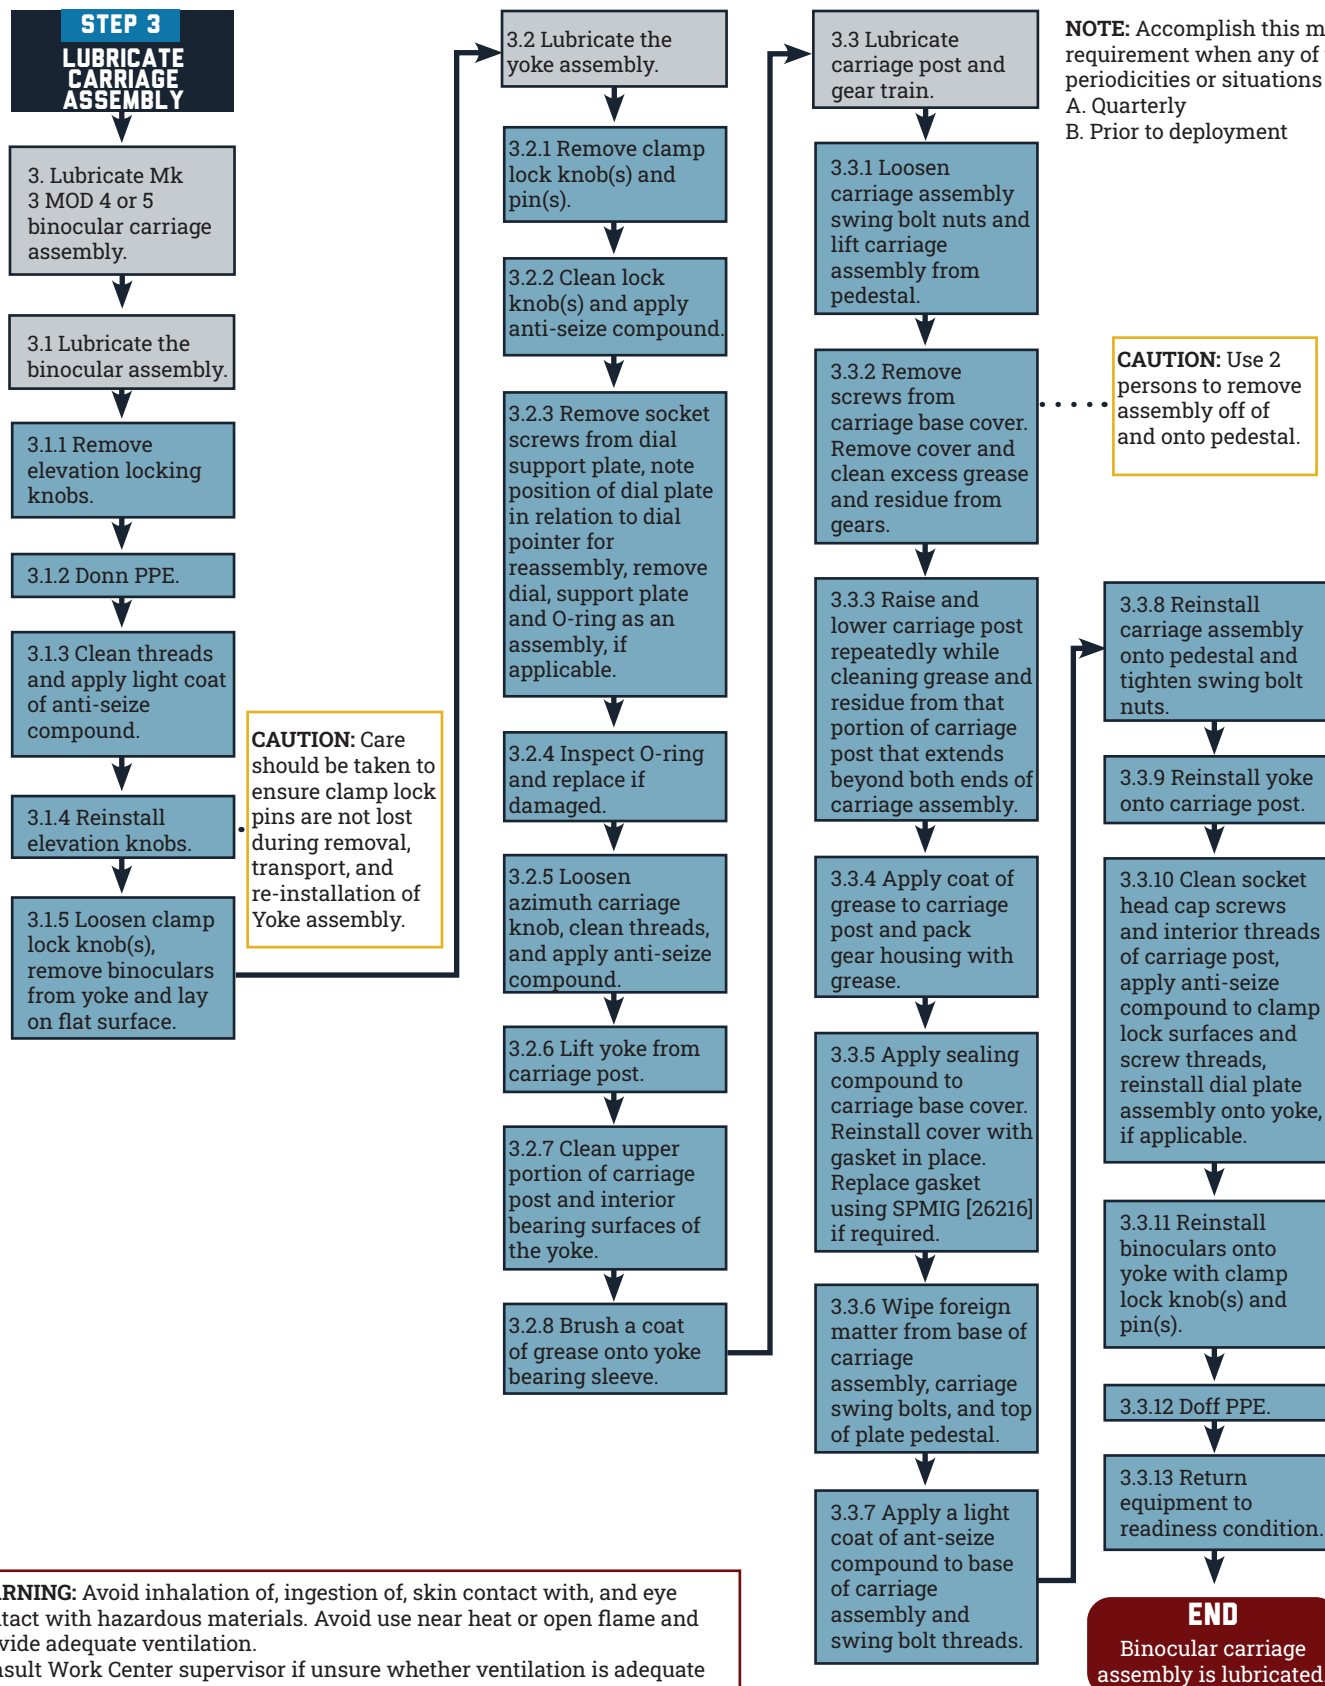 STEP 3
LUBRICATE
CARRIAGE
ASSEMBLY
3. Lubricate Mk
3 MOD 4 or 5
binocular carriage
assembly.
3.1 Lubricate the
binocular assembly.
3.1.1 Remove
elevation locking
knobs.
3.1.2 Donn PPE.
3.1.3 Clean threads
and apply light coat
of anti-seize
compound.
3.1.4 Reinstall
elevation knobs.
CAUTION: Care
should be taken to
ensure clamp lock
pins are not lost
during removal,
transport, and
re-installation of
Yoke assembly.
3.1.5 Loosen clamp
lock knob(s),
remove binoculars
from yoke and lay
on flat surface.
3.2 Lubricate the
yoke assembly.
3.2.1 Remove clamp
lock knob(s) and
pin(s).
3.2.2 Clean lock
knob(s) and apply
anti-seize compound.
3.2.3 Remove socket
screws from dial
support plate, note
position of dial plate
in relation to dial
pointer for
reassembly, remove
dial, support plate
and O-ring as an
assembly, if
applicable.
3.2.4 Inspect O-ring
and replace if
damaged.
3.2.5 Loosen
azimuth carriage
knob, clean threads,
and apply anti-seize
compound.
3.2.6 Lift yoke from
carriage post.
3.2.7 Clean upper
portion of carriage
post and interior
bearing surfaces of
the yoke.
3.2.8 Brush a coat
of grease onto yoke
bearing sleeve.
3.3 Lubricate
carriage post and
gear train.
3.3.1 Loosen
carriage assembly
swing bolt nuts and
lift carriage
assembly from
pedestal.
3.3.2 Remove
screws from
carriage base cover.
Remove cover and
clean excess grease
and residue from
gears.
CAUTION: Use 2
persons to remove
assembly off of
and onto pedestal.
3.3.3 Raise and
lower carriage post
repeatedly while
cleaning grease and
residue from that
portion of carriage
post that extends
beyond both ends of
carriage assembly.
3.3.4 Apply coat of
grease to carriage
post and pack
gear housing with
grease.
3.3.5 Apply sealing
compound to
carriage base cover.
Reinstall cover with
gasket in place.
Replace gasket
using SPMIG [26216]
if required.
3.3.6 Wipe foreign
matter from base of
carriage
assembly, carriage
swing bolts, and top
of plate pedestal.
3.3.7 Apply a light
coat of ant-seize
compound to base
of carriage
assembly and
swing bolt threads.
NOTE: Accomplish this
requirement when any of
periodicities or situations
A. Quarterly
B. Prior to deployment
3.3.8 Reinstall
carriage assembly
onto pedestal and
tighten swing bolt
nuts.
3.3.9 Reinstall yoke
onto carriage post.
3.3.10 Clean socket
head cap screws
and interior threads
of carriage post,
apply anti-seize
compound to clamp
lock surfaces and
screw threads,
reinstall dial plate
assembly onto yoke,
if applicable.
3.3.11 Reinstall
binoculars onto
yoke with clamp
lock knob(s) and
pin(s).
3.3.12 Doff PPE.
3.3.13 Return
equipment to
readiness condition.
END
Binocular carriage
assembly is lubricated.
ARNING: Avoid inhalation of, ingestion of, skin contact with, and eye
ntact with hazardous materials. Avoid use near heat or open flame and
vide adequate ventilation.
nsult Work Center supervisor if unsure whether ventilation is adequate